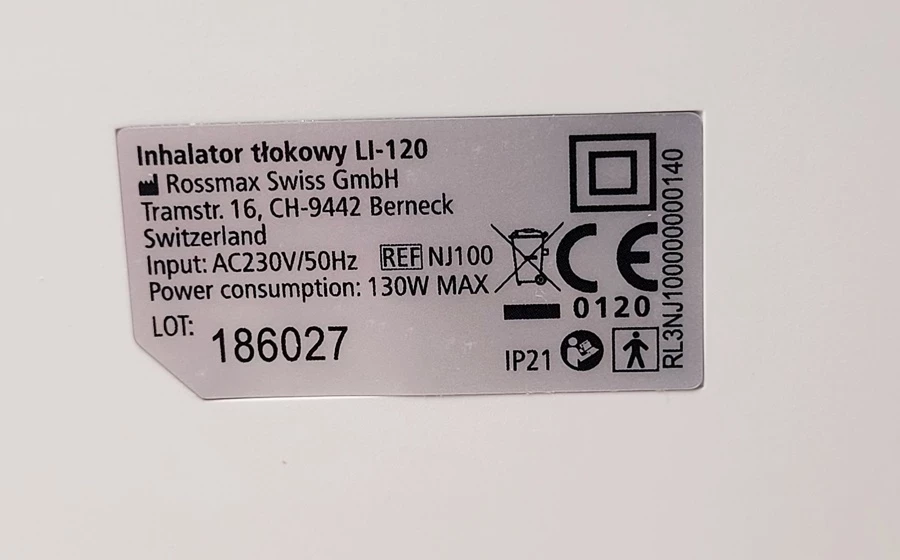 Inhalator tłokowy LI-120
Rossmax Swiss GmbH
Tramstr. 16, CH-9442 Berneck
Switzerland
Input: AC230V/50Hz REF NJ100
Power consumption: 130W MAX
LOT: 186027
CE
0120
IP21
RL3NJ1000000000140